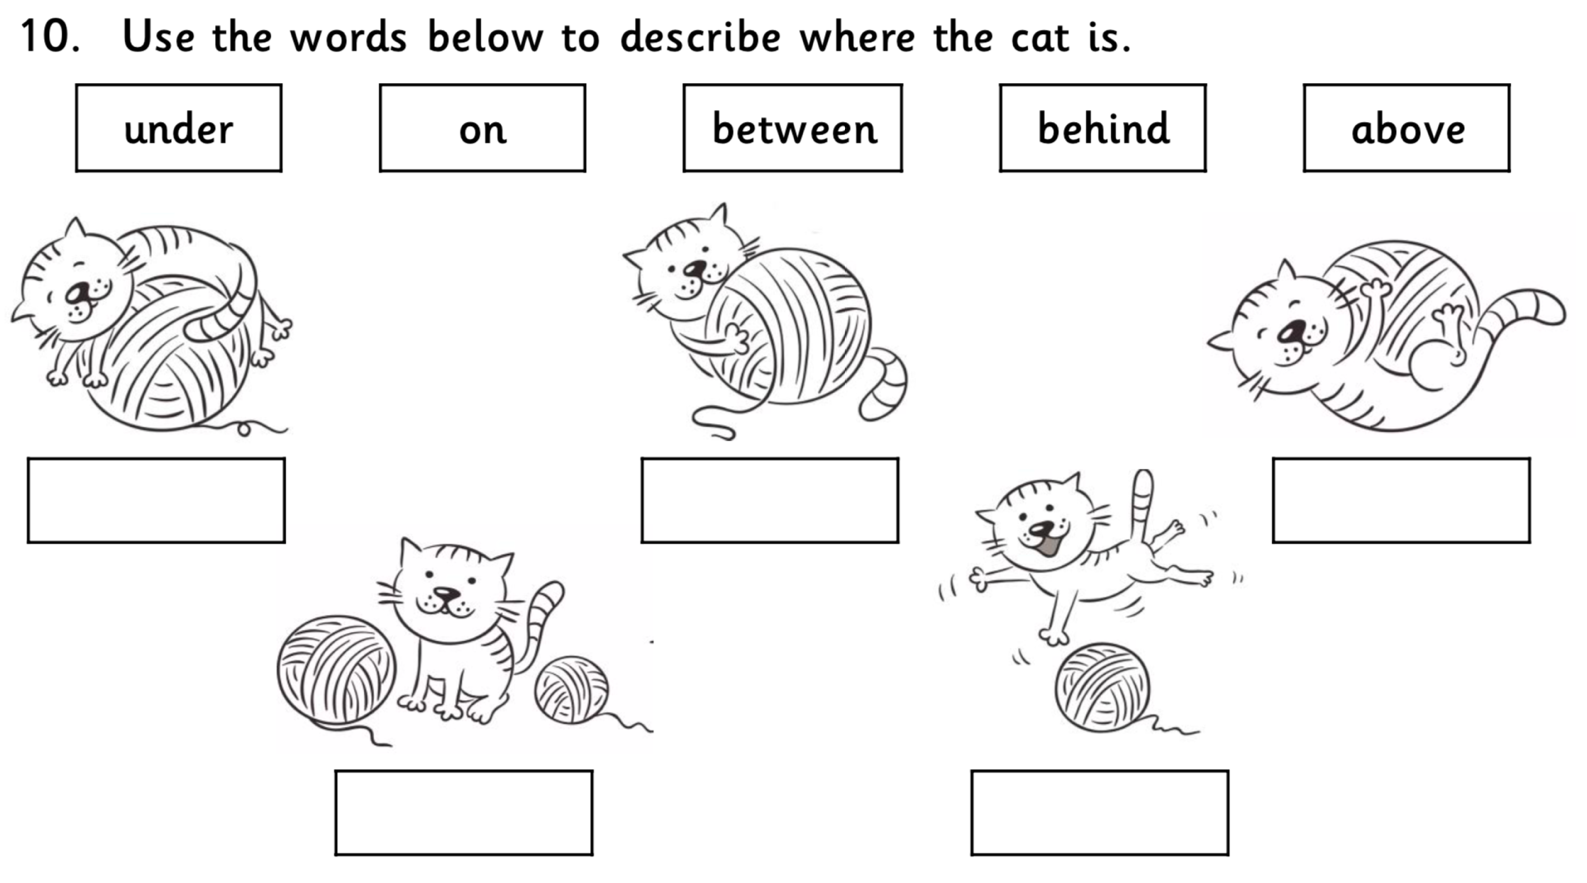 10. Use the words below to describe where the cat is.
under on between behind above